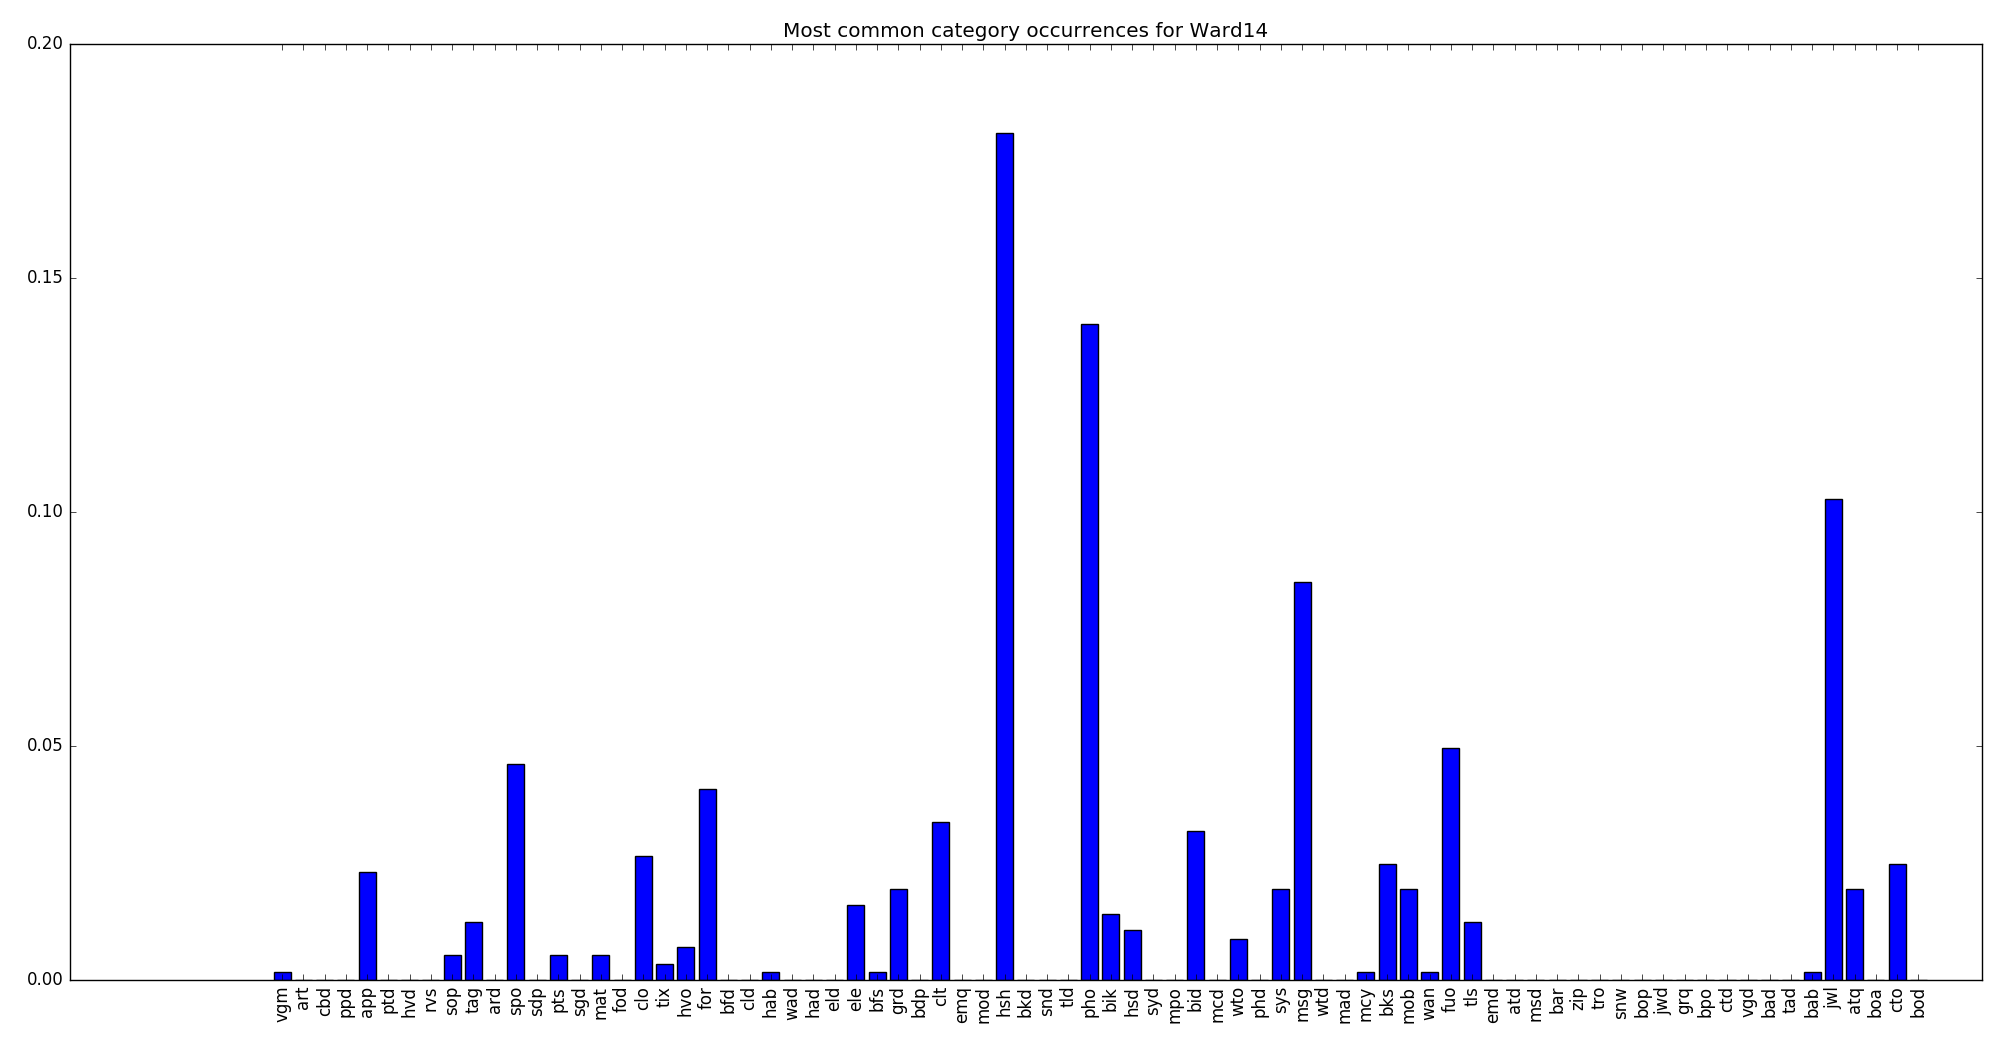 Most common category occurrences for Ward14
0.20
0.15
0.10
0.05
0.00
vgm art cbd ppd app ptd hvd rvs sop tag ard spo sdp pts sgd mat fod clo tix hvo for bfd cld hab wad had eld ele bfs grd bdp clt emq mod hsh bkd snd tld pho bik hsd syd mpo bid mcd wto phd sys msg wtd mad mcy bks mob wan fuo tls emd atd msd bar zip tro snw bop jwd grq bpo ctd vgd bad tad bab jwl atq boa cto bod